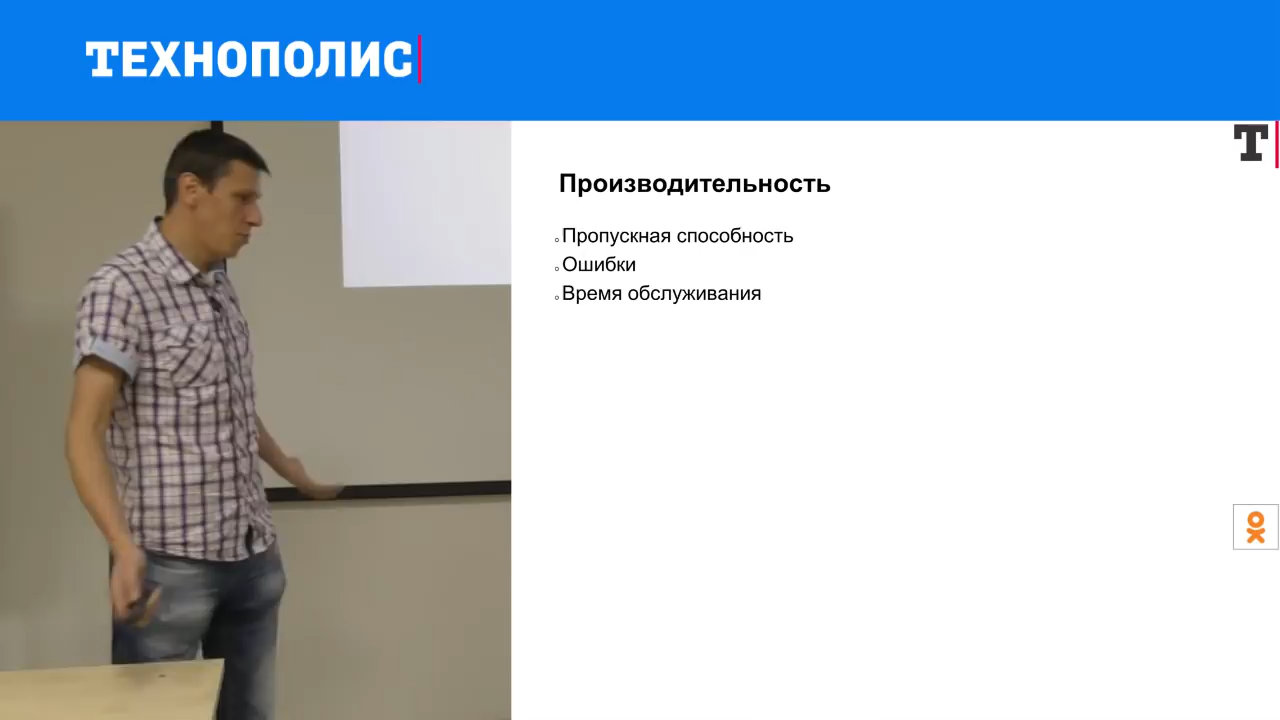 ТЕХНОПОЛИС
Т
Производительность
Пропускная способность
Ошибки
Время обслуживания